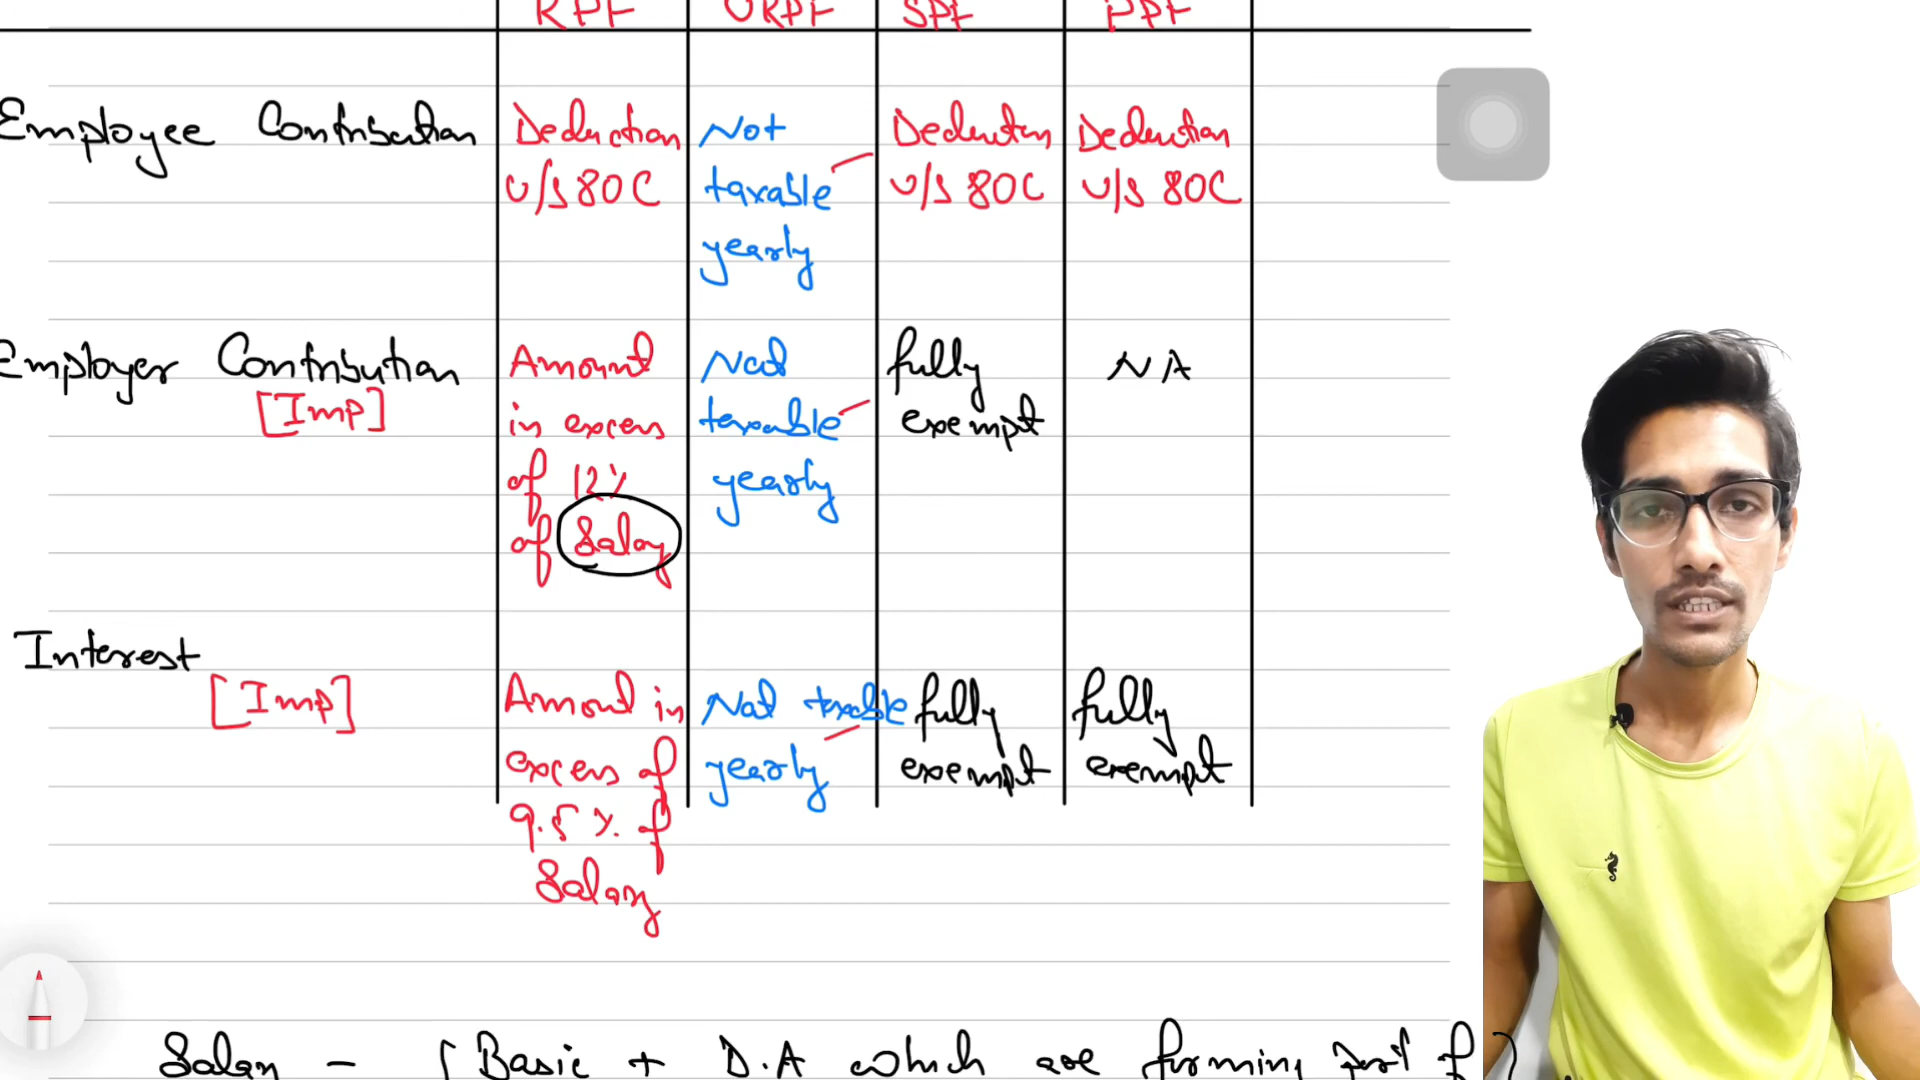 RPF URPF SPF PPF
Employee Contribution
Deduction
u/s 80C
Not
taxable
yearly
Deduction
u/s 80C
Deduction
u/s 80C
Employer Contribution
[Imp]
Amount
in excess
of 12%
of Salary
Not
taxable
yearly
fully
exempt
NA
Interest
[Imp]
Amount in
excess of
9.5% of
Salary
Not taxable
yearly
fully
exempt
fully
exempt
Salary - (Basic + D.A which are forming part of